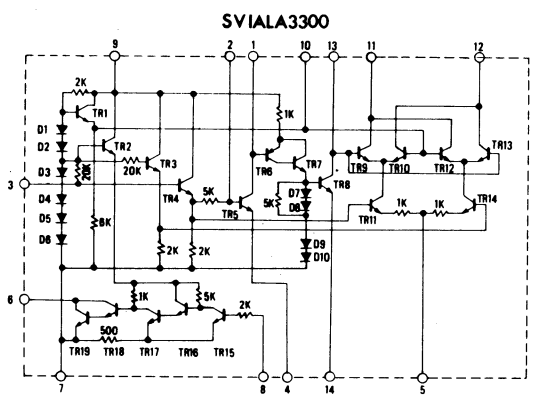 SVIALA3300
9 2 1 10 13 11 12
2K
TR1
1K
D1
D2
TR2
TR3
TR6
TR7
TR9
TR10
TR12
TR13
D3
20K
20K
3
TR4
5K
TR5
D7
D8
5K
TR8
D4
D5
D6
6K
2K
2K
D9
D10
TR11
1K
1K
TR14
6
1K
5K
2K
500
TR19 TR18 TR17 TR16 TR15
7 8 4 14 5